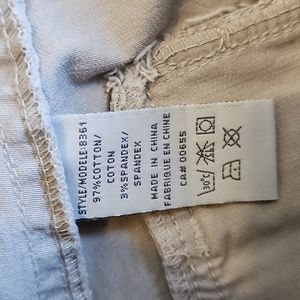 STYLE/MODELE:8361
97%COTTON/
COTON
3%SPANDEX/
SPANDEX
MADE IN CHINA
FABRIQUE EN CHINE
CA# 00655
30